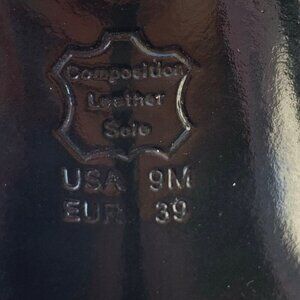 Composition
Leather
Sole
USA 9M
EUR 39